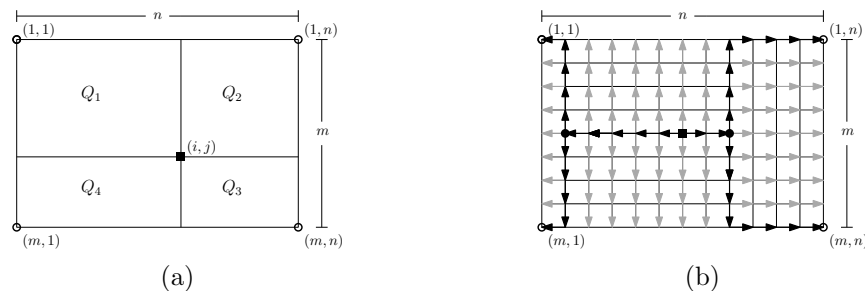 n
(1, 1)
(1, n)
Q1
Q2
m
(i, j)
Q4
Q3
(m, 1)
(m, n)
(a)
n
(1, 1)
(1, n)
m
(m, 1)
(m, n)
(b)